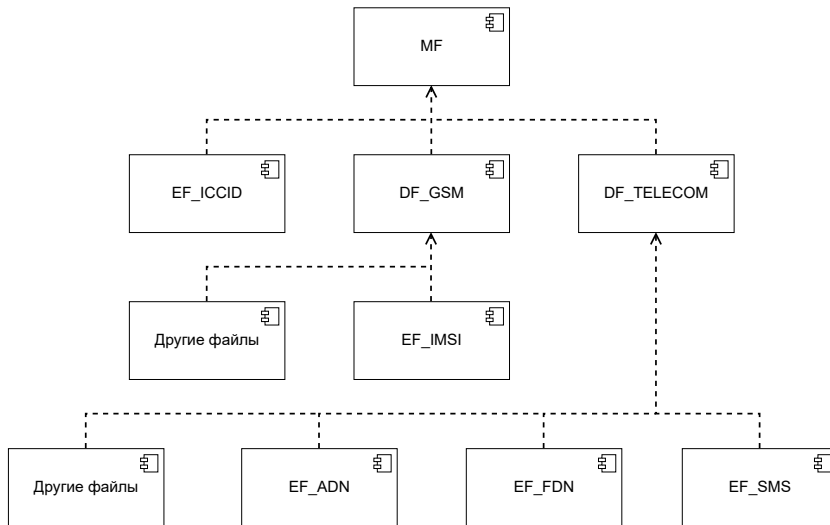 MF
EF_ICCID
DF_GSM
DF_TELECOM
Другие файлы
EF_IMSI
Другие файлы
EF_ADN
EF_FDN
EF_SMS